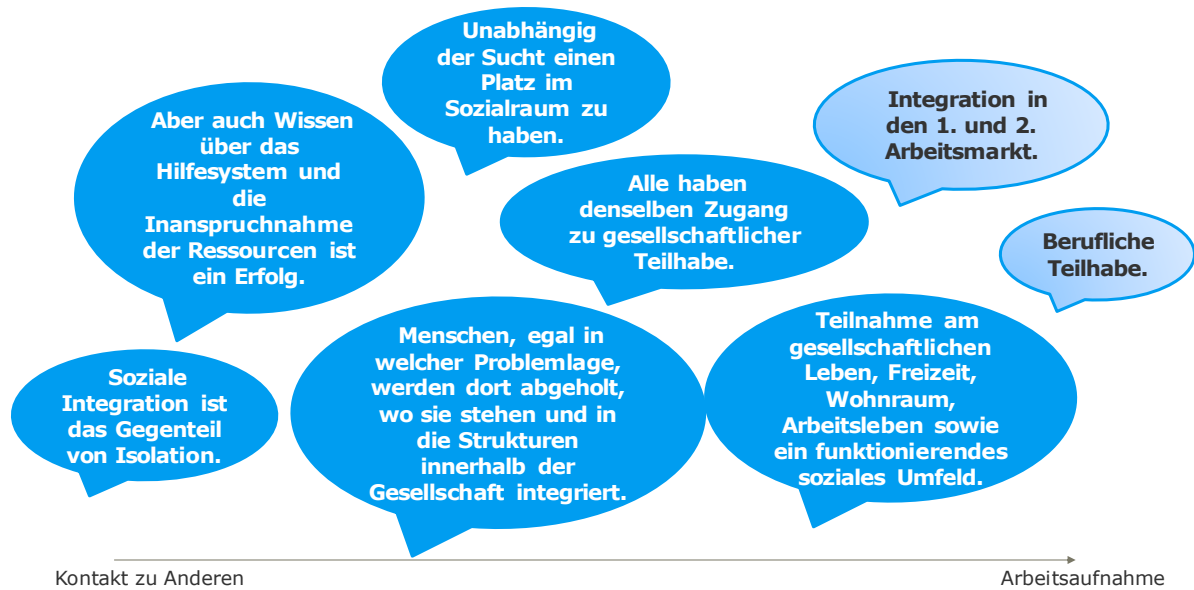 Unabhängig
der Sucht einen
Platz im
Sozialraum zu
haben.
Integration in
den 1. und 2.
Arbeitsmarkt.
Aber auch Wissen
über das
Hilfesystem und
die
Inanspruchnahme
der Ressourcen ist
ein Erfolg.
Alle haben
denselben Zugang
zu gesellschaftlicher
Teilhabe.
Berufliche
Teilhabe.
Soziale
Integration ist
das Gegenteil
von Isolation.
Menschen, egal in
welcher Problemlage,
werden dort abgeholt,
wo sie stehen und in
die Strukturen
innerhalb der
Gesellschaft integriert.
Teilnahme am
gesellschaftlichen
Leben, Freizeit,
Wohnraum,
Arbeitsleben sowie
ein funktionierendes
soziales Umfeld.
Kontakt zu Anderen
Arbeitsaufnahme